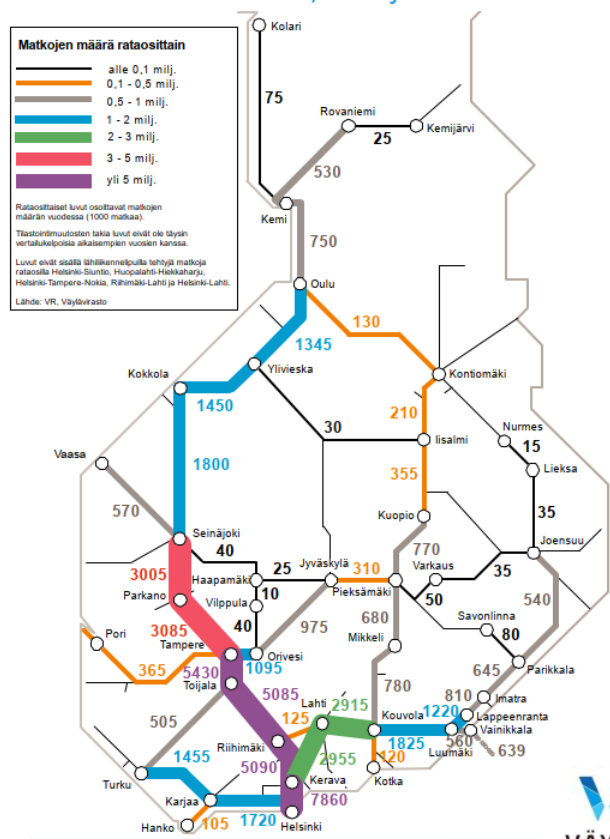 Matkojen määrä rataosittain
alle 0,1 milj.
0,1 - 0,5 milj.
0,5 - 1 milj.
1 - 2 milj.
2 - 3 milj.
3 - 5 milj.
yli 5 milj.
Rataosittaiset luvut osoittavat matkojen
määrän vuodessa (1000 matkaa).
Tilastointimuutosten takia luvut eivät ole täysin
vertailukelpoisia aikaisempien vuosien kanssa.
Luvut eivät sisällä lähiliikennelipuilla tehtyjä matkoja
rataosilla Helsinki-Siuntio, Huopalahti-Hiekkaharju,
Helsinki-Tampere-Nokia, Riihimäki-Lahti ja Helsinki-Lahti.
Lähde: VR, Väylävirasto
Kolari
75
Rovaniemi
25
Kemijärvi
530
Kemi
750
Oulu
130
1345
Ylivieska
Kontiomäki
Kokkola
1450
210
30
Iisalmi
Nurmes
15
Lieksa
1800
355
Vaasa
570
35
Kuopio
Seinäjoki
40
770
Joensuu
3005
Haapamäki
25
Jyväskylä
310
Pieksämäki
Varkaus
35
50
Parkano
Vilppula
10
40
975
680
Savonlinna
80
540
3085
Pori
Tampere
Orivesi
1095
Mikkeli
Parikkala
365
5430
Toijala
5085
780
645
Imatra
505
Lahti
2915
125
Kouvola
1220
810
Lappeenranta
Vainikkala
Riihimäki
1825
Luumäki
560
639
2955
120
Turku
1455
5090
Kerava
Kotka
Karjaa
7860
1720
Hanko
105
Helsinki